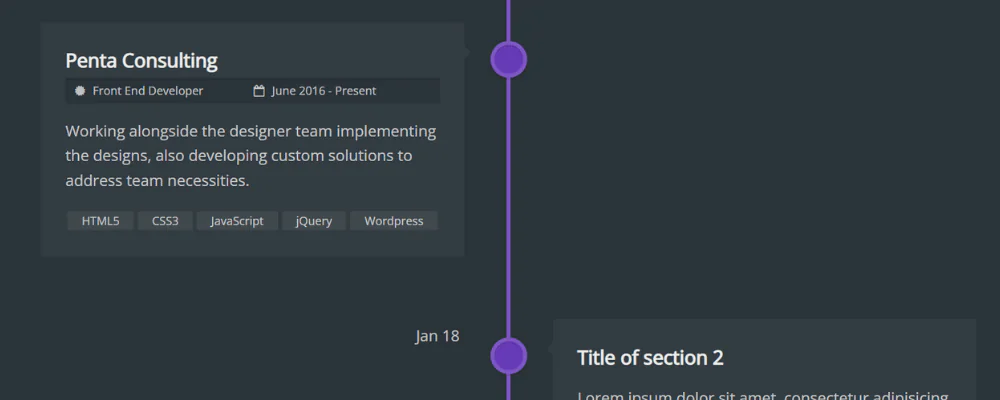 Penta Consulting
Front End Developer June 2016 - Present
Working alongside the designer team implementing
the designs, also developing custom solutions to
address team necessities.
HTML5 CSS3 JavaScript jQuery Wordpress
Jan 18
Title of section 2
Lorem ipsum dolor sit amet, consectetur adipisicing